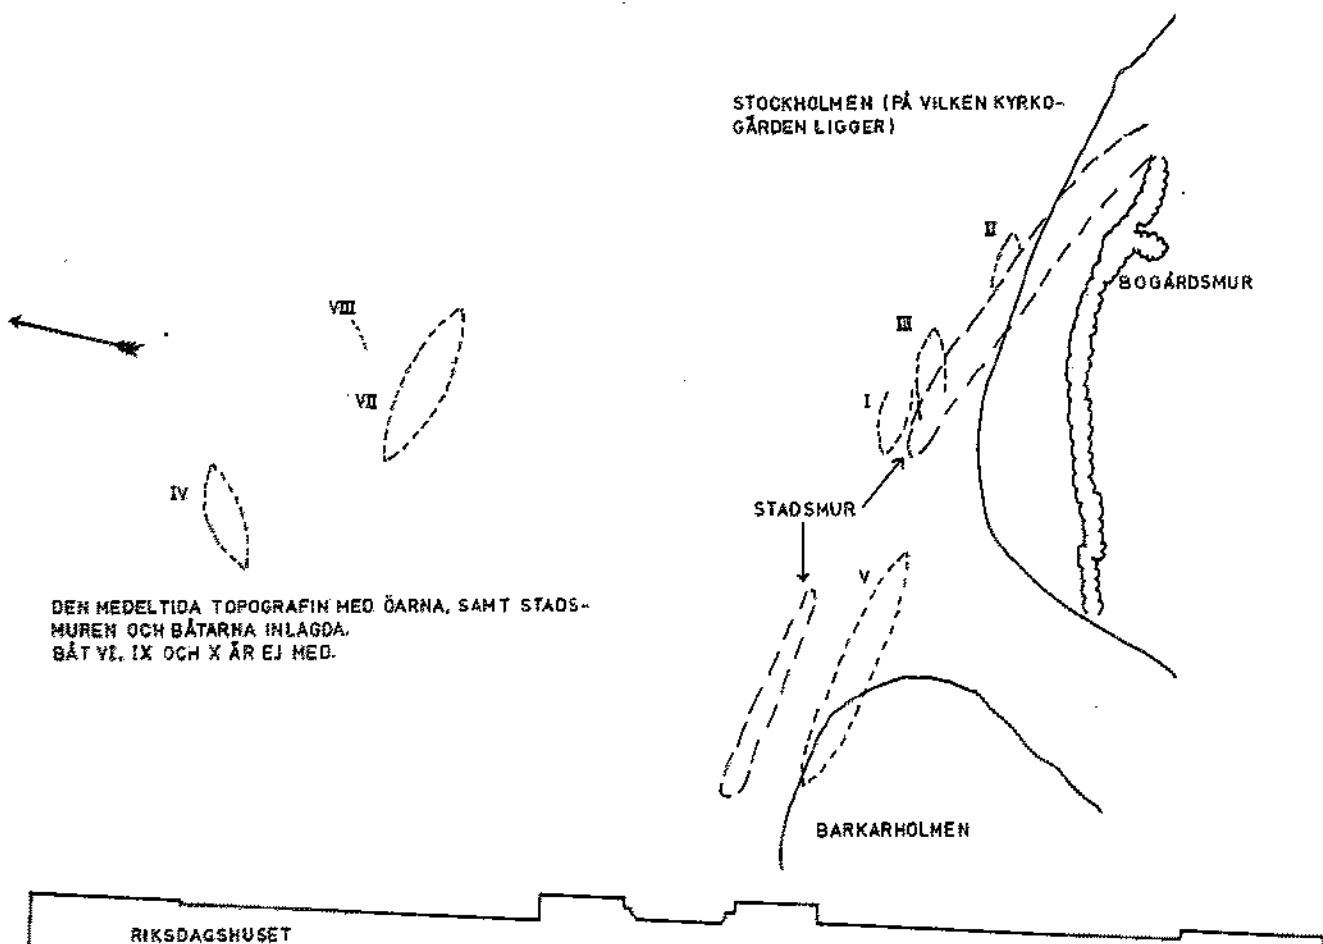 STOCKHOLMEN (PÅ VILKEN KYRKO-
GÅRDEN LIGGER)
II
BOGÅRDSMUR
VIII
III
VII
I
IV
STADSMUR
V
DEN MEDELTIDA TOPOGRAFIN MED ÖARNA, SAMT STADS-
MUREN OCH BÅTARNA INLAGDA.
BÅT VI, IX OCH X ÄR EJ MED.
BARKARHOLMEN
RIKSDAGSHUSET